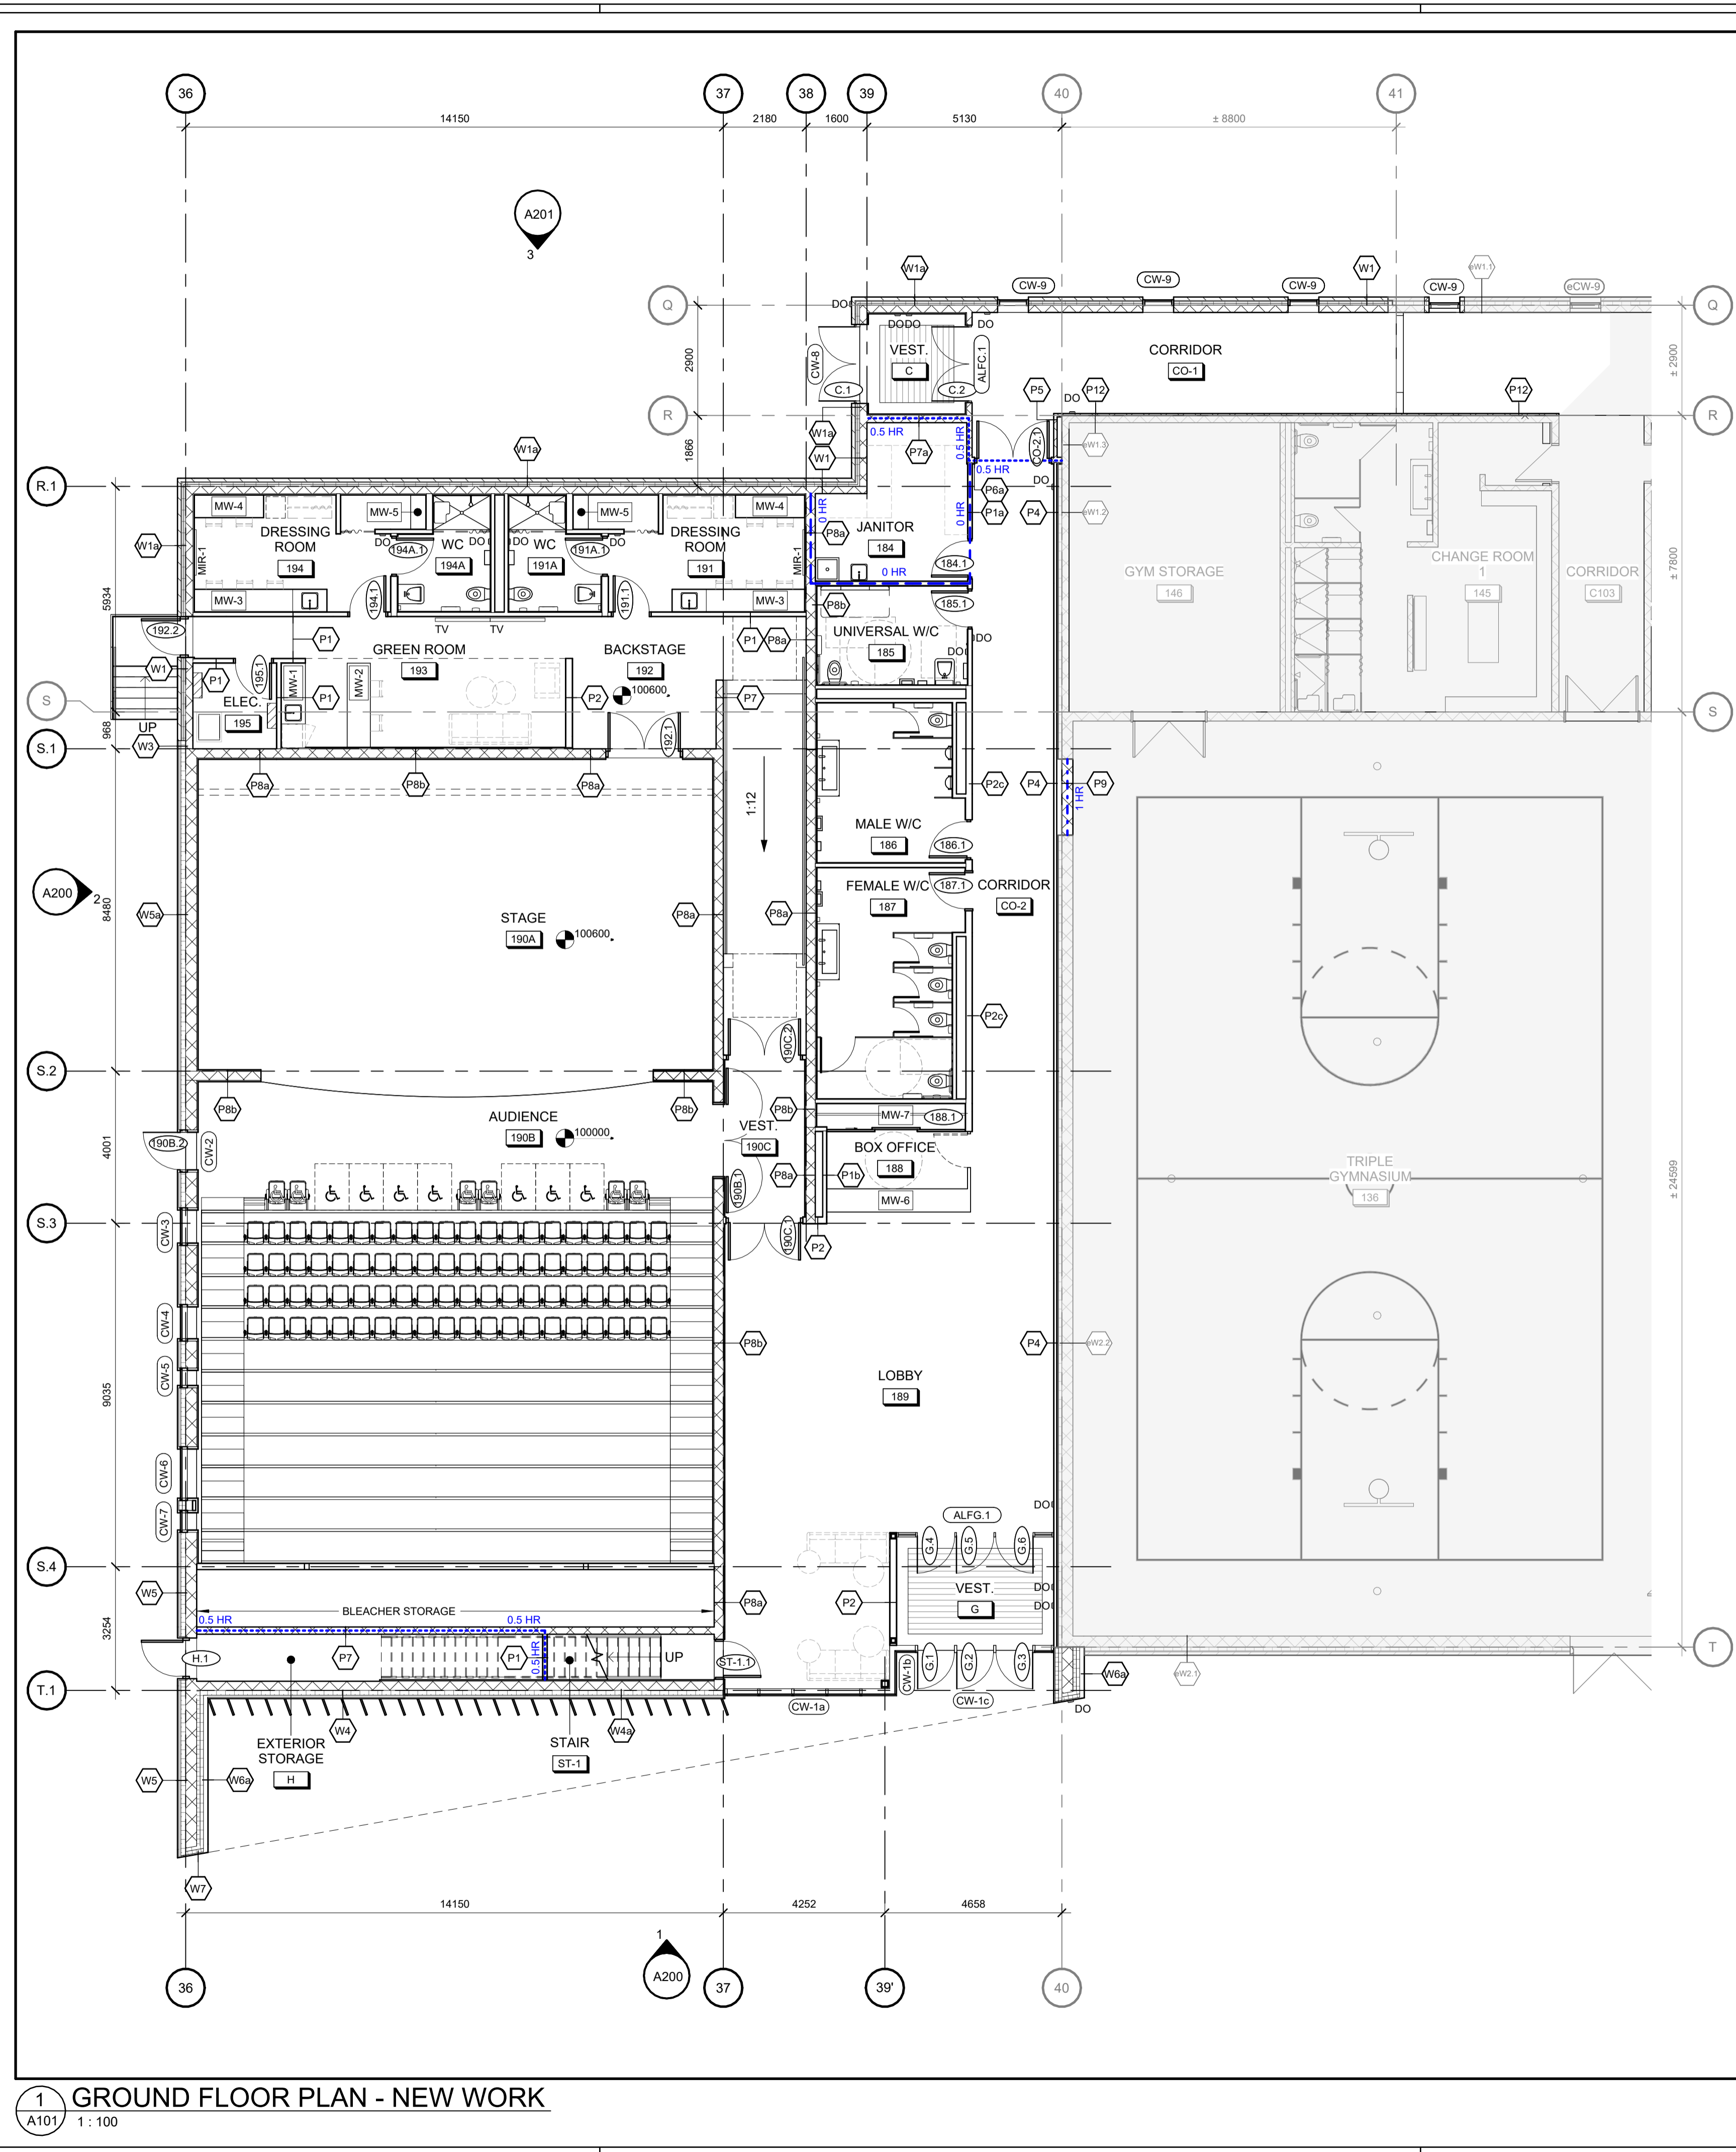 36
37
38
39
40
41
14150
2180
1600
5130
± 8800
A201
3
W1a
CW-9
CW-9
CW-9
W1
CW-9
eW1.1
eCW-9
Q
DO
Q
DODO
DO
VEST.
C
CW-8
ALFC.1
C.1
C.2
CORRIDOR
CO-1
2900
± 2900
P5
P12
DO
P12
R
R
W1a
0.5 HR
0.5 HR
P7a
CO-2.1
eW1.3
1866
W1a
W1
0.5 HR
DO
R.1
MW-4
MW-5
MW-5
MW-4
0 HR
P6a
P1a
0 HR
P4
eW1.2
W1a
MIR-1
DRESSING
ROOM
194
DO
194A.1
WC
194A
DO
DO
WC
191A
191A.1
DO
DRESSING
ROOM
191
MIR-1
P8a
JANITOR
184
184.1
0 HR
GYM STORAGE
146
CHANGE ROOM
1
145
CORRIDOR
C103
± 7800
5934
MW-3
194.1
191.1
MW-3
P8b
185.1
192.2
TV
TV
P1
P1
P8a
UNIVERSAL W/C
185
DO
DO
GREEN ROOM
193
BACKSTAGE
192
W1
P1
195.1
MW-1
P1
MW-2
P2
100600
P7
ELEC.
195
S
S
UP
968
W3
S.1
192.1
P8a
P8b
P8a
1:12
P2c
P4
P9
1 HR
MALE W/C
186
186.1
A200
2
8480
W5a
STAGE
190A
100600
P8a
P8a
FEMALE W/C
187
187.1
CORRIDOR
CO-2
P2c
190C.2
S.2
P8b
P8b
AUDIENCE
190B
100000
P8b
MW-7
188.1
190B.2
CW-2
4001
VEST.
190C
BOX OFFICE
188
P8a
P1b
190B.1
MW-6
TRIPLE
GYMNASIUM
136
± 24599
S.3
CW-3
190C.1
P2
CW-4
P8b
P4
eW2.2
CW-5
LOBBY
189
9035
CW-6
CW-7
DO
ALFG.1
G.4
G.5
G.6
S.4
W5
VEST.
G
DO
DO
P8a
P2
BLEACHER STORAGE
0.5 HR
0.5 HR
3254
H.1
P7
P1
0.5 HR
UP
ST-1.1
G.1
G.2
G.3
T
T
CW-1b
W6a
eW2.1
T.1
CW-1a
CW-1c
DO
W4
W4a
EXTERIOR
STORAGE
H
STAIR
ST-1
W5
W6a
W7
14150
4252
4658
1
A200
36
37
39'
40
1
A101
GROUND FLOOR PLAN - NEW WORK
1 : 100